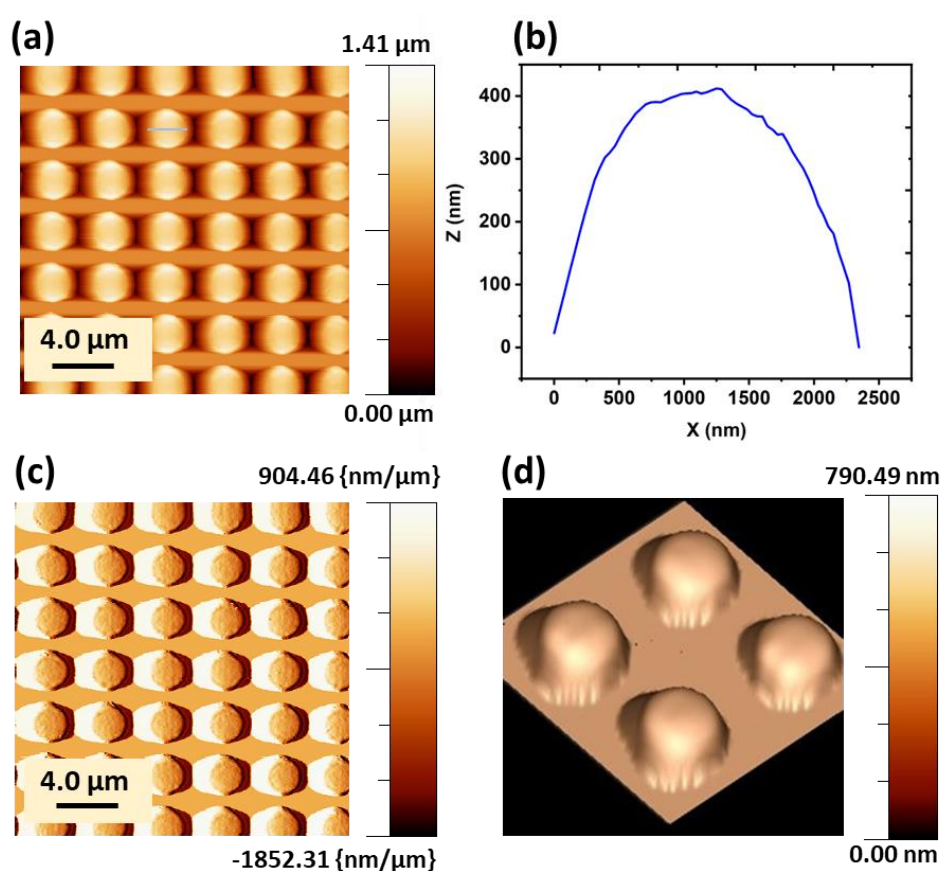 (a)
1.41 µm
4.0 µm
0.00 µm
(b)
Z (nm)
400
300
200
100
0
0 500 1000 1500 2000 2500
X (nm)
(c)
904.46 {nm/µm}
4.0 µm
-1852.31 {nm/µm}
(d)
790.49 nm
0.00 nm